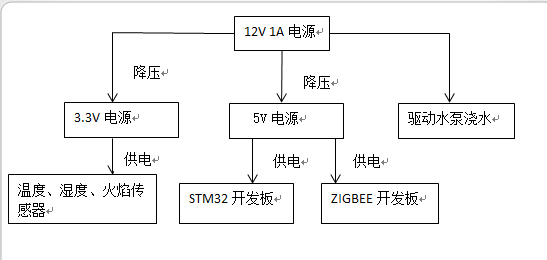 12V 1A 电源
降压
降压
3.3V 电源
5V 电源
驱动水泵浇水
供电
供电
供电
温度、湿度、火焰传
感器
STM32 开发板
ZIGBEE 开发板